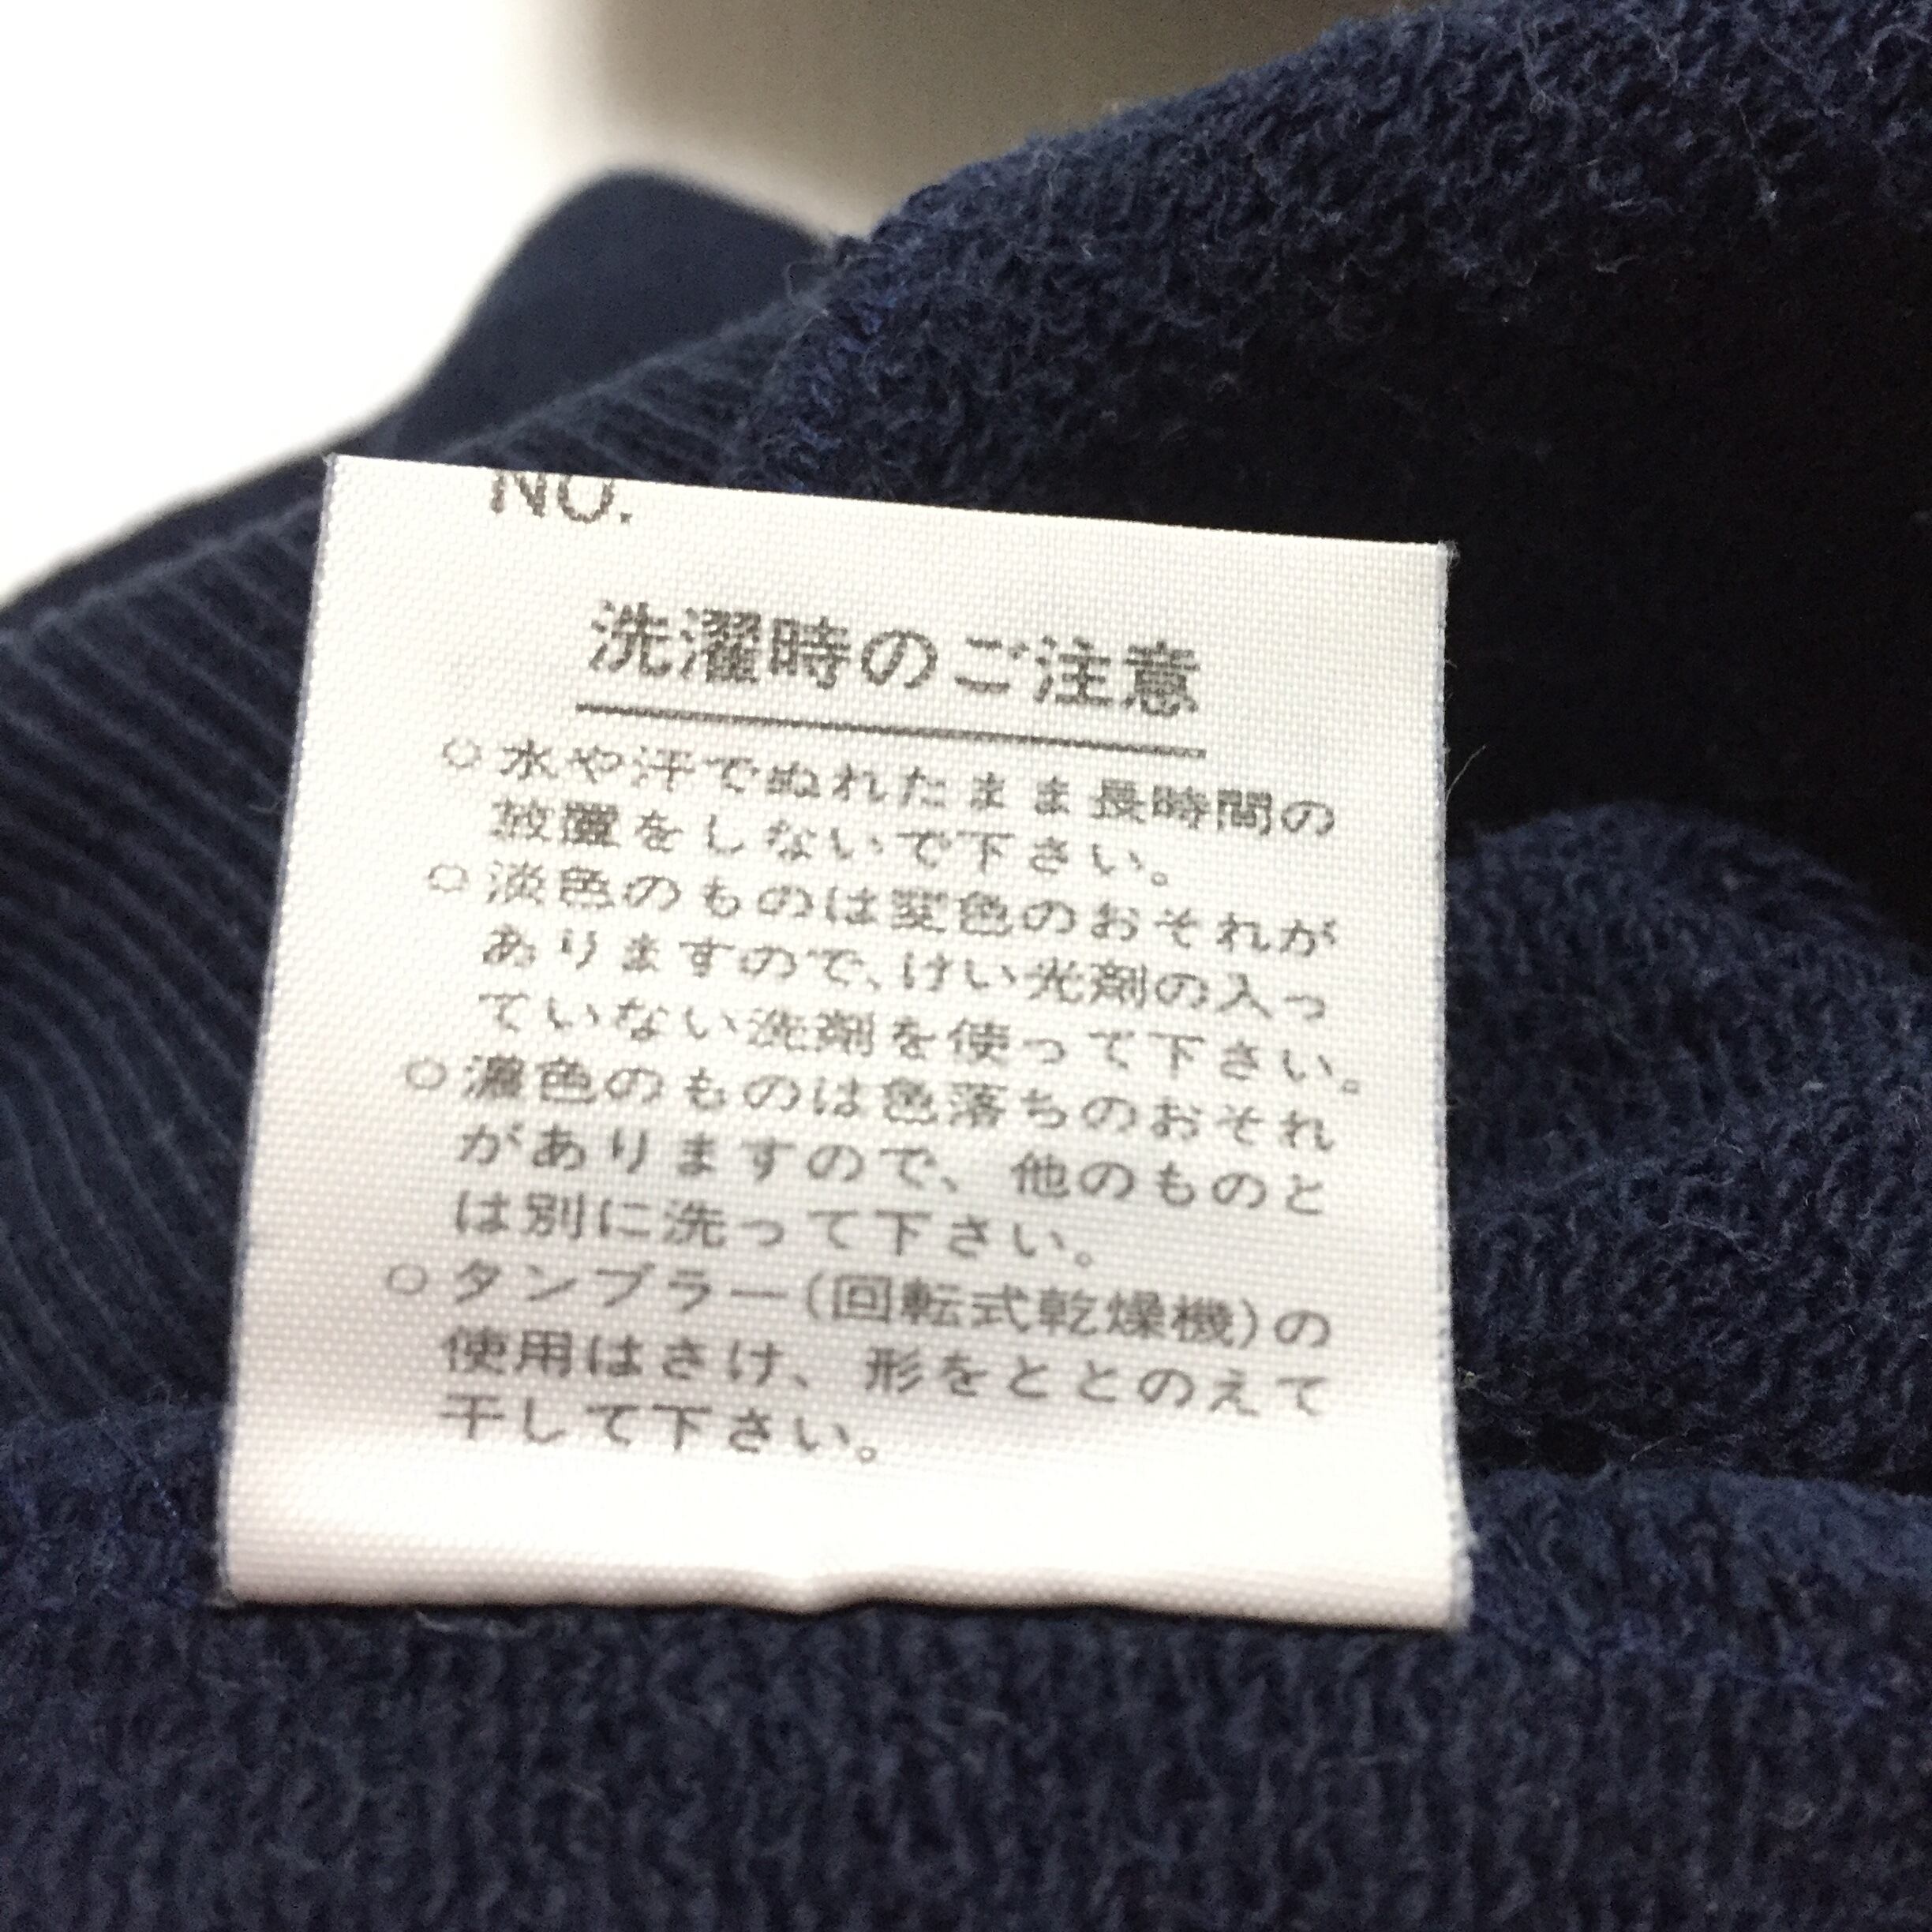 NO.
洗濯時のご注意
○水や汗でぬれたまま長時間の
放置をしないで下さい。
○淡色のものは変色のおそれが
ありますので､けい光剤の入っ
ていない洗剤を使って下さい。
○濃色のものは色落ちのおそれ
がありますので、他のものと
は別に洗って下さい。
○タンブラー(回転式乾燥機)の
使用はさけ、形をととのえて
干して下さい。